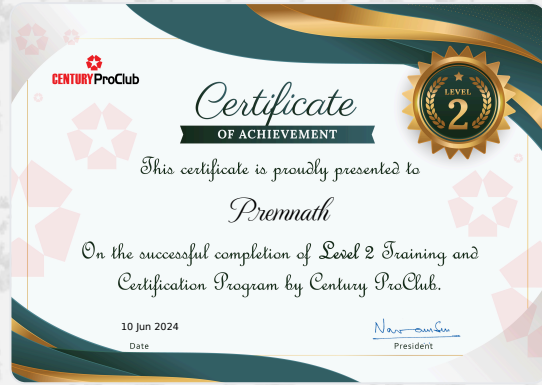 CENTURY ProClub
Certificate
OF ACHIEVEMENT
LEVEL
2
This certificate is proudly presented to
Premnath
On the successful completion of Level 2 Training and
Certification Program by Century ProClub.
10 Jun 2024
Date
President